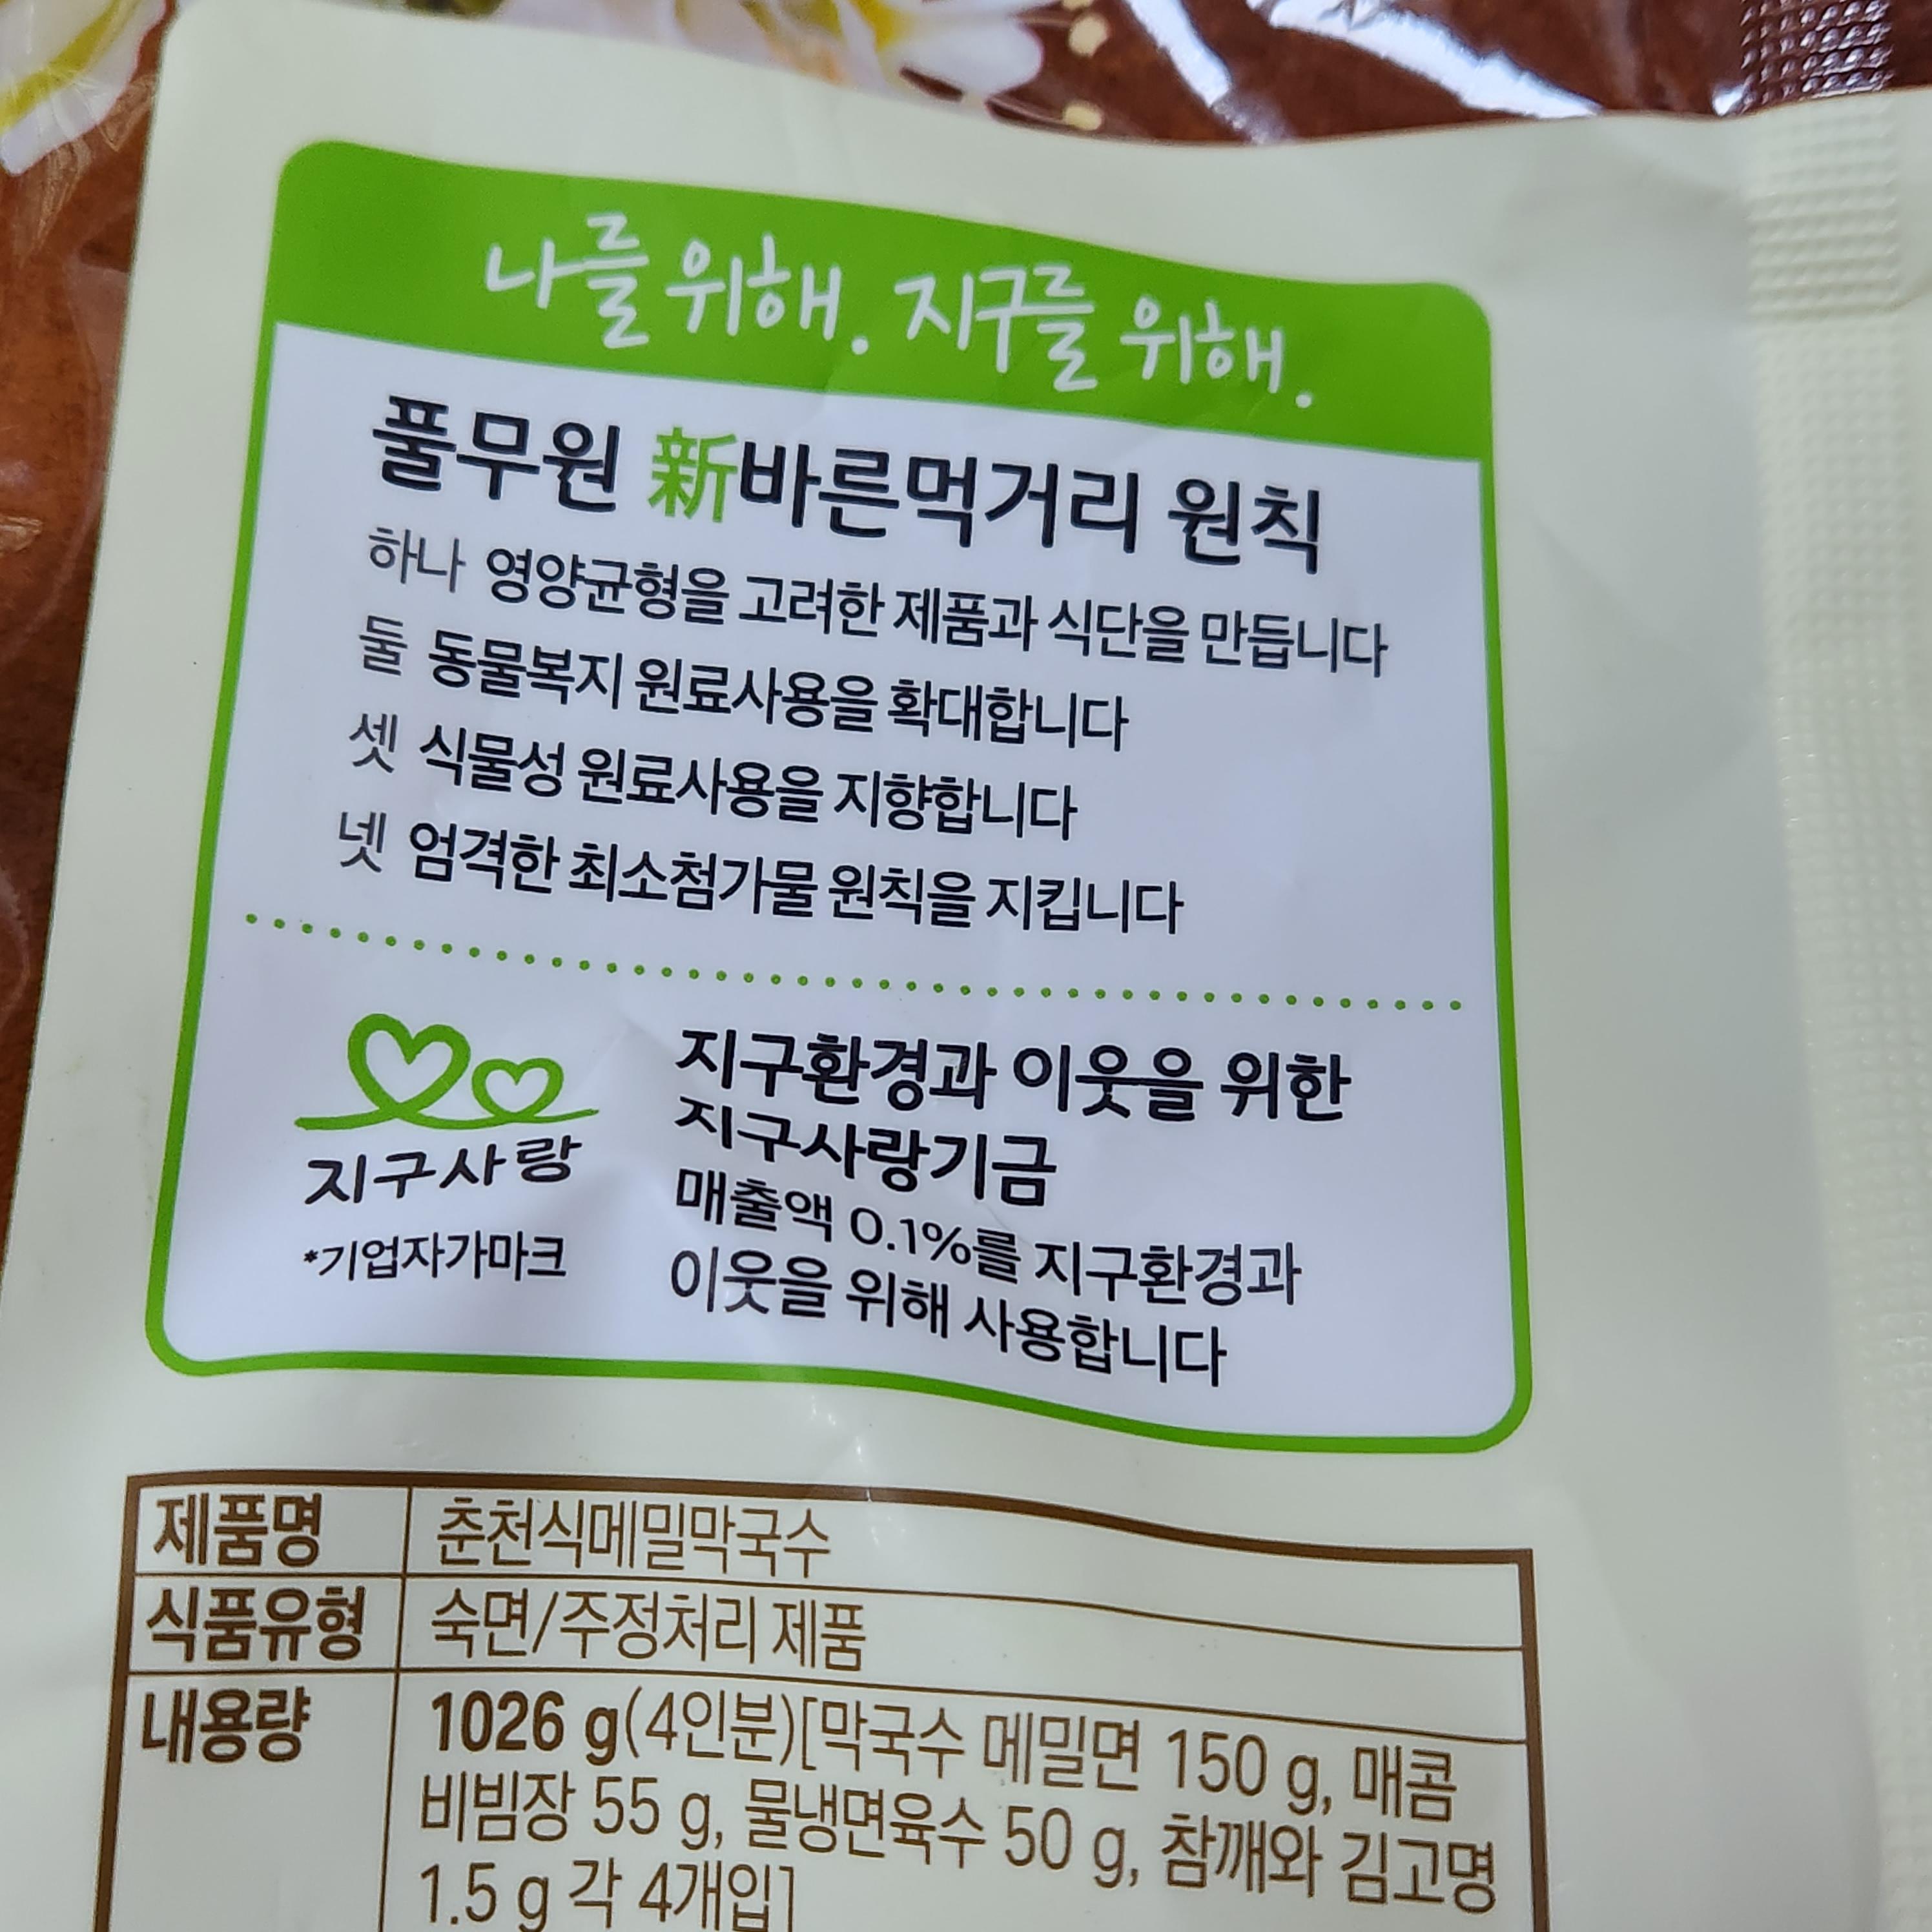 나를 위해. 지구를 위해.
풀무원 新바른먹거리 원칙
하나 영양균형을 고려한 제품과 식단을 만듭니다
둘 동물복지 원료사용을 확대합니다
셋 식물성 원료사용을 지향합니다
넷 엄격한 최소첨가물 원칙을 지킵니다
지구사랑
*기업자가마크
지구환경과 이웃을 위한
지구사랑기금
매출액 0.1%를 지구환경과
이웃을 위해 사용합니다
제품명 춘천식메밀막국수
식품유형 숙면/주정처리 제품
내용량 1026 g(4인분)[막국수 메밀면 150 g, 매콤
비빔장 55 g, 물냉면육수 50 g, 참깨와 김고명
1.5 g 각 4개입]